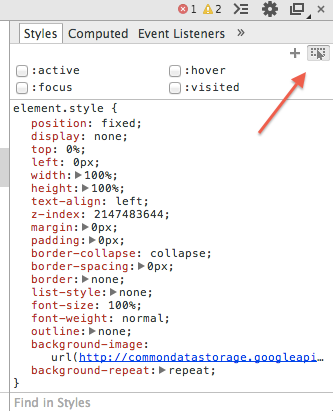 1 2
Styles Computed Event Listeners »
:active :hover
:focus :visited
element.style {
position: fixed;
display: none;
top: 0%;
left: 0px;
width: 100%;
height: 100%;
text-align: left;
z-index: 2147483644;
margin: 0px;
padding: 0px;
border-collapse: collapse;
border-spacing: 0px;
border: none;
list-style: none;
font-size: 100%;
font-weight: normal;
outline: none;
background-image:
url(http://commondatastorage.googleapi…
background-repeat: repeat;
}
Find in Styles